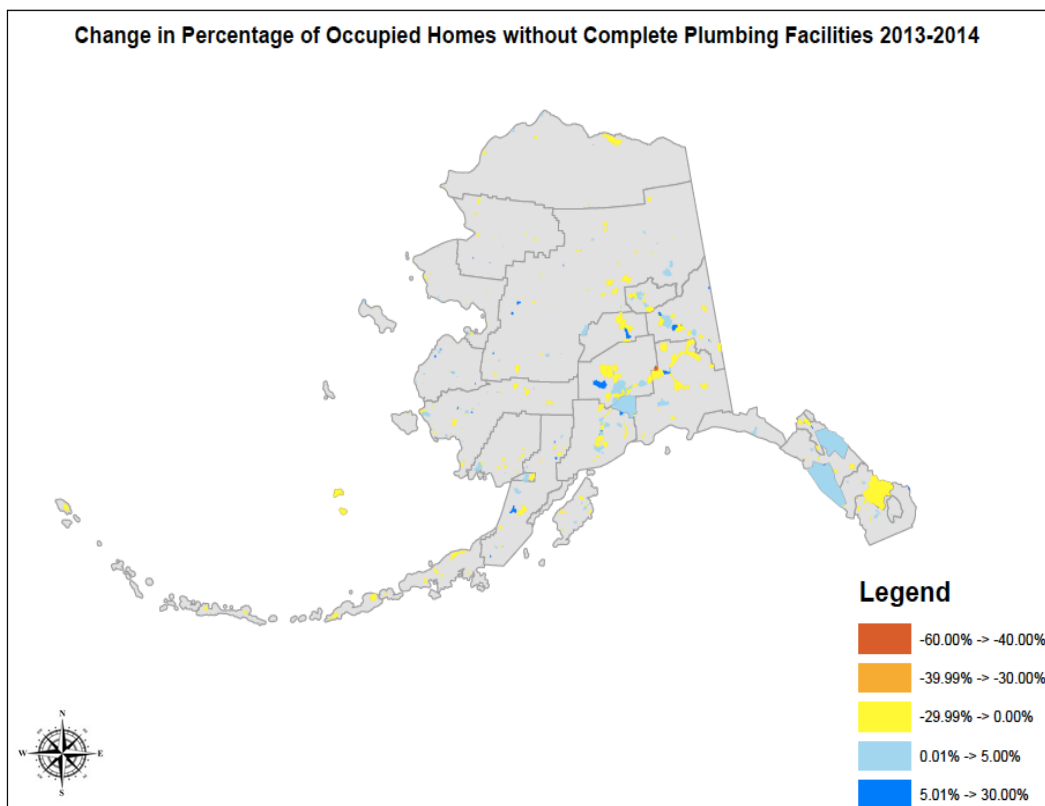 Change in Percentage of Occupied Homes without Complete Plumbing Facilities 2013-2014
Legend
-60.00% -> -40.00%
-39.99% -> -30.00%
-29.99% -> 0.00%
0.01% -> 5.00%
5.01% -> 30.00%
N
W E
S